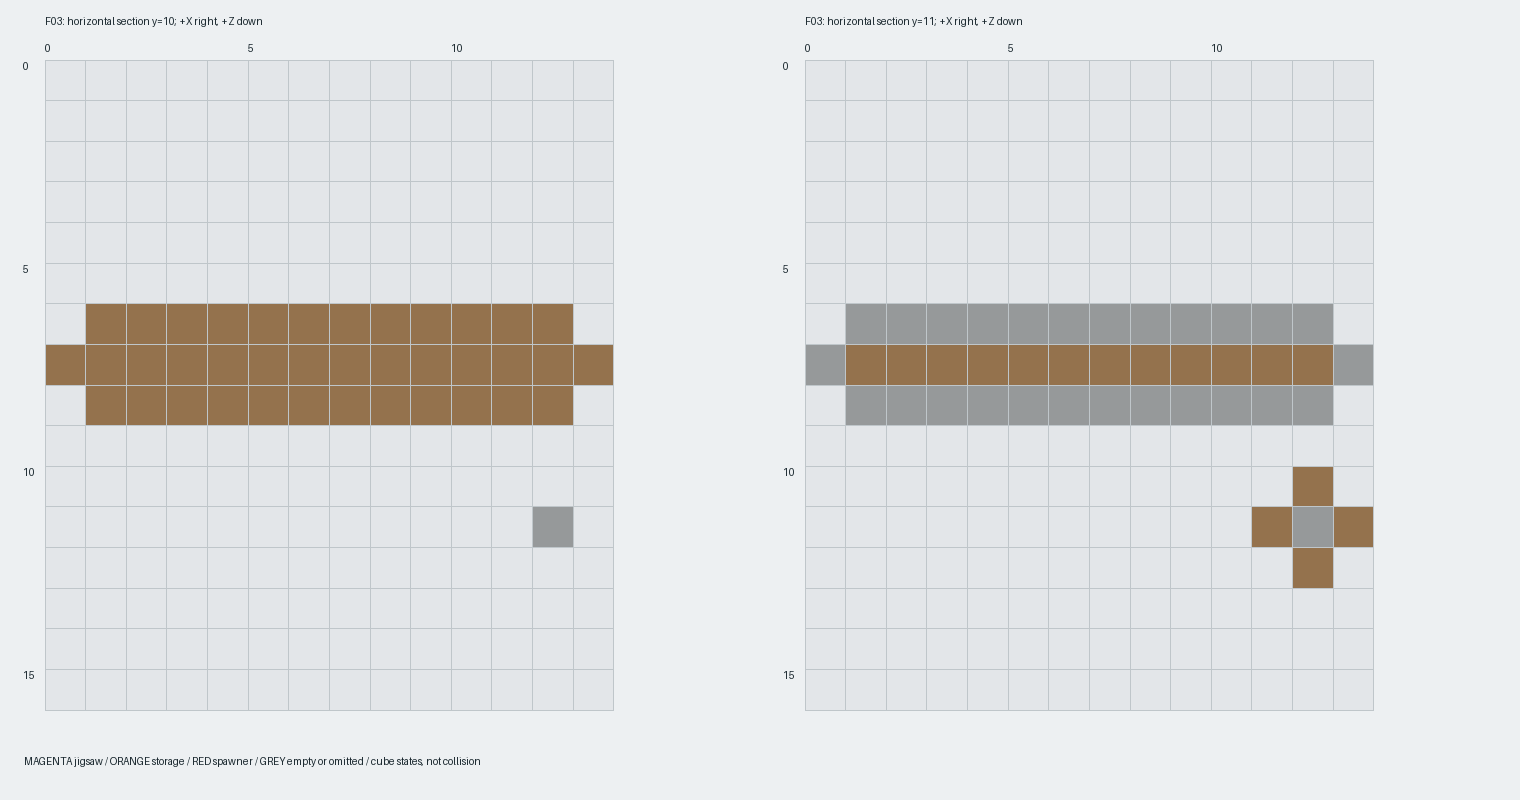 F03: horizontal section y=10; +X right, +Z down
0 5 10
0
5
10
15
F03: horizontal section y=11; +X right, +Z down
0 5 10
0
5
10
15
MAGENTA jigsaw / ORANGE storage / RED spawner / GREY empty or omitted / cube states, not collision